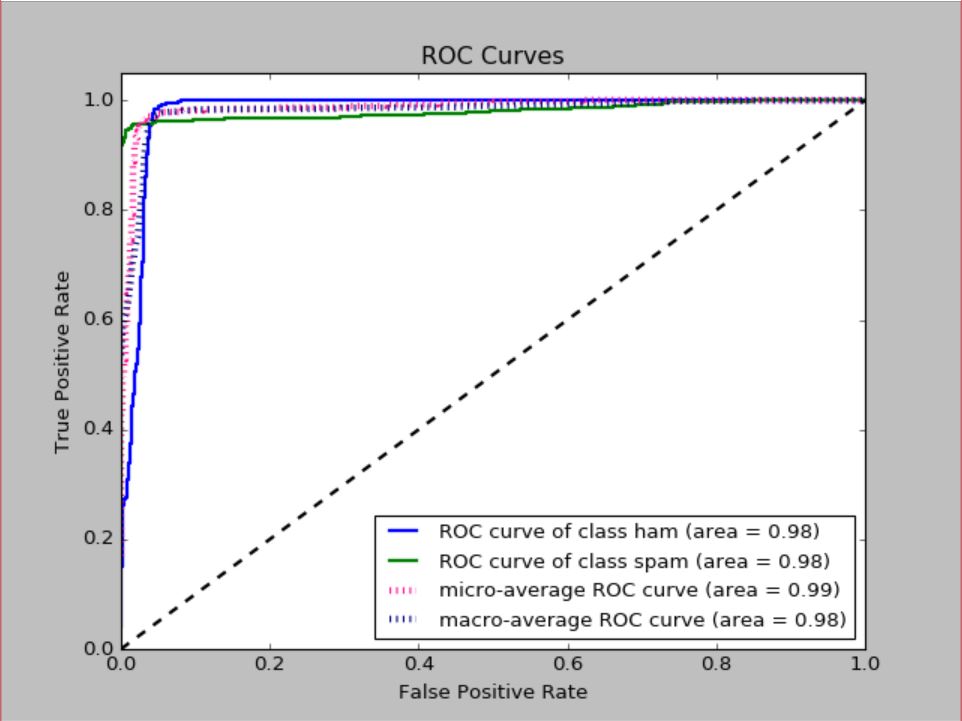 ROC Curves
1.0
0.8
0.6
0.4
0.2
0.0
True Positive Rate
ROC curve of class ham (area = 0.98)
ROC curve of class spam (area = 0.98)
micro-average ROC curve (area = 0.99)
macro-average ROC curve (area = 0.98)
0.0 0.2 0.4 0.6 0.8 1.0
False Positive Rate